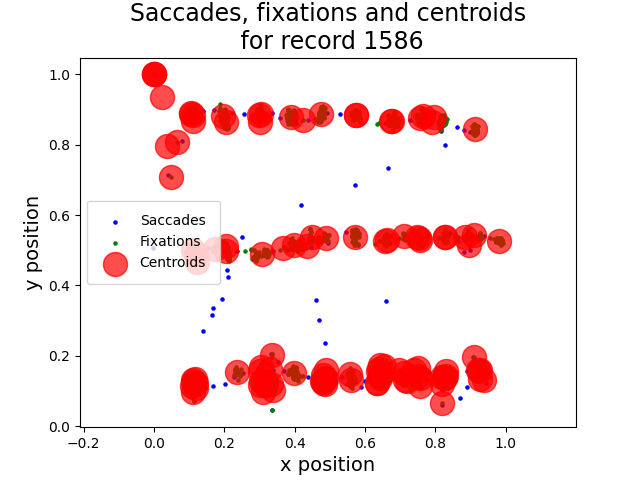 Saccades, fixations and centroids
for record 1586
1.0
0.8
0.6
0.4
0.2
0.0
y position
Saccades
Fixations
Centroids
−0.2
0.0
0.2
0.4
0.6
0.8
1.0
x position